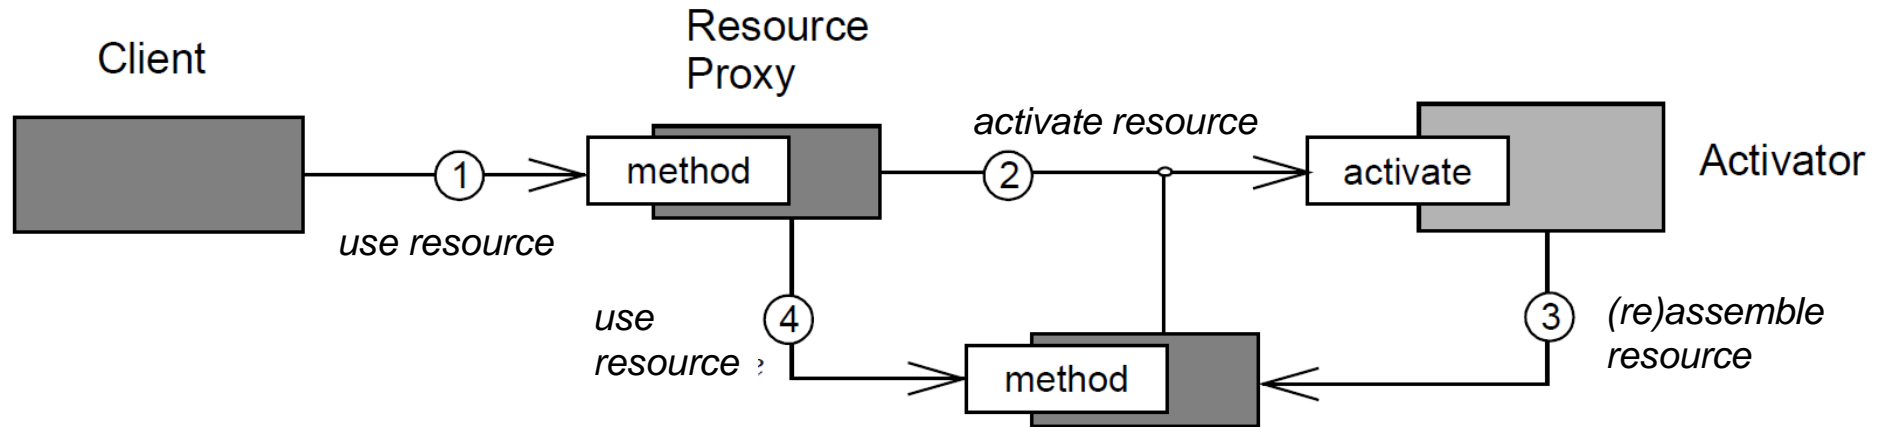 Client
Resource
Proxy
activate resource
method
1
2
activate
Activator
use resource
use
resource
4
3
(re)assemble
resource
method